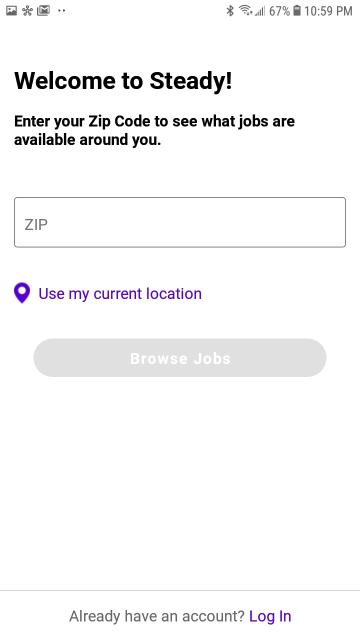 67% 10:59 PM
Welcome to Steady!
Enter your Zip Code to see what jobs are
available around you.
ZIP
Use my current location
Browse Jobs
Already have an account? Log In